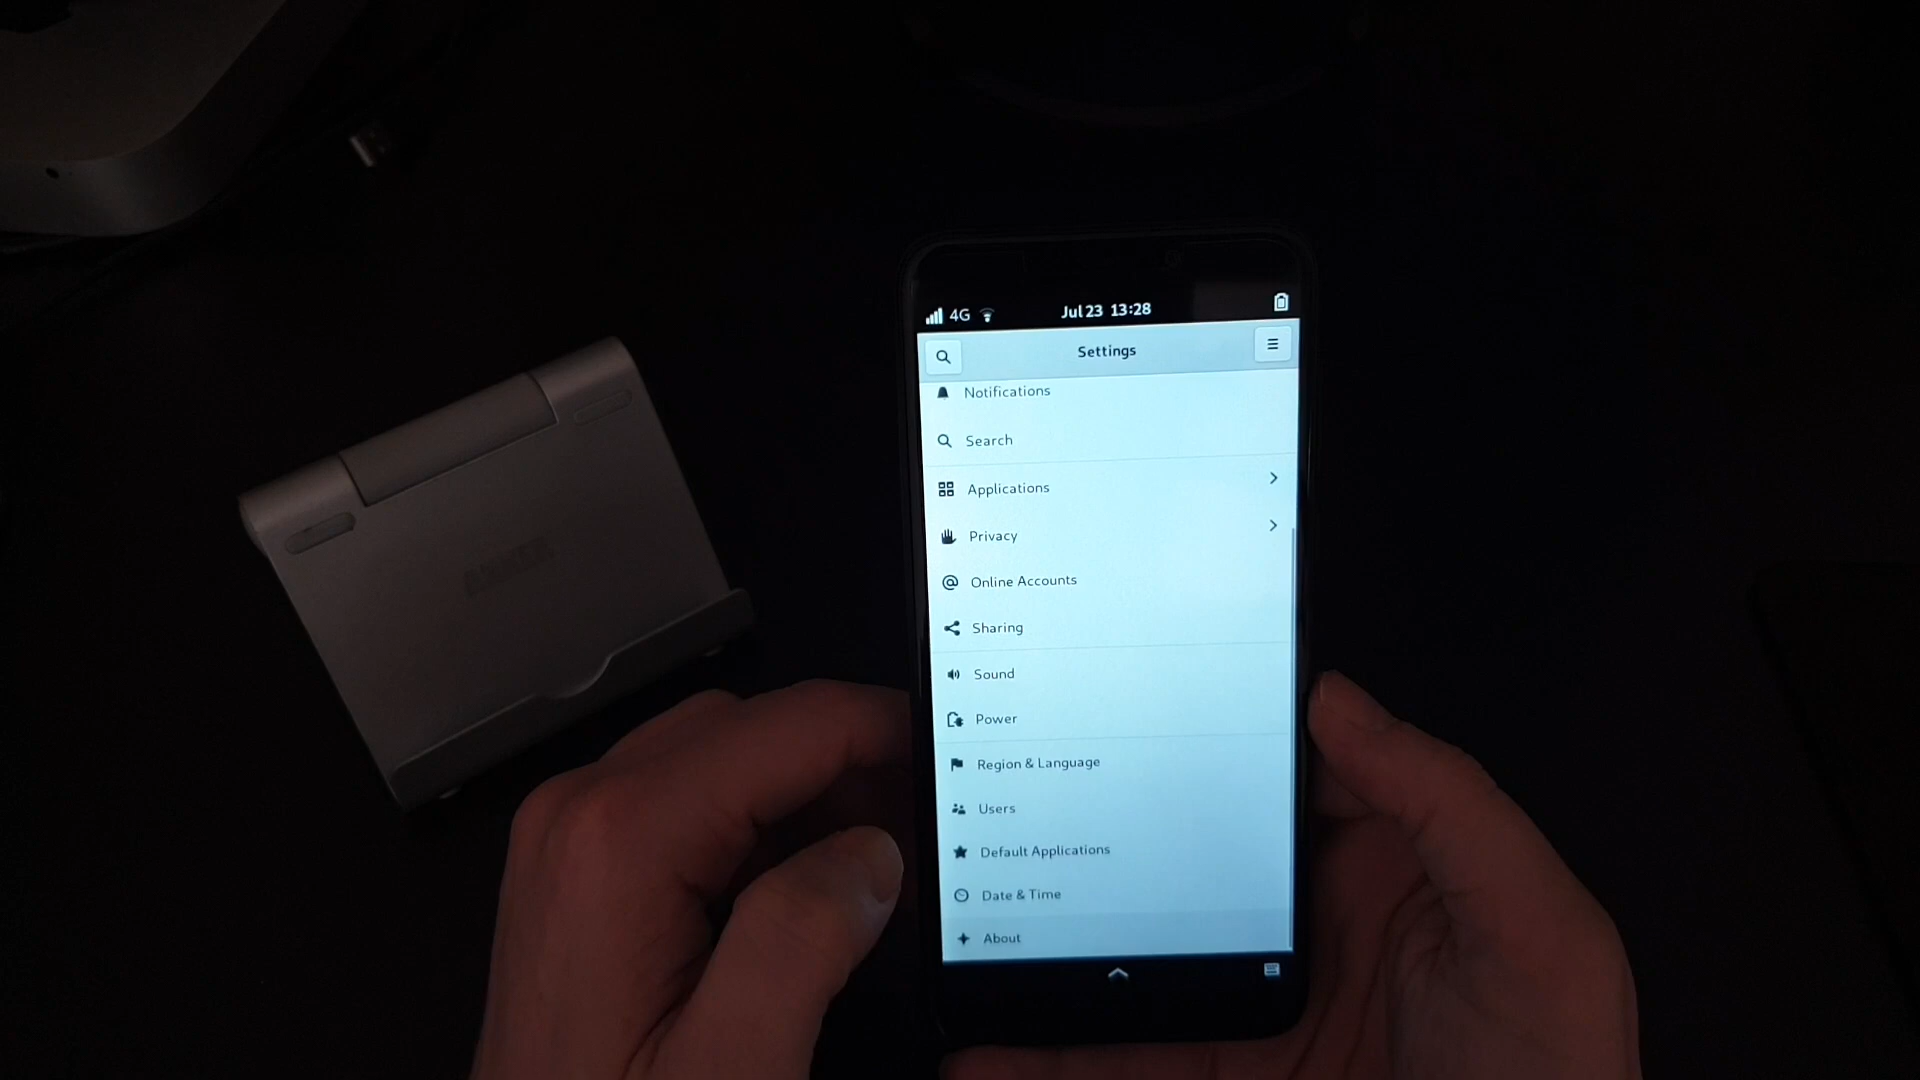 4G
Jul 23 13:28
Settings
Notifications
Search
Applications
Privacy
Online Accounts
Sharing
Sound
Power
Region & Language
Users
Default Applications
Date & Time
About
ANKER